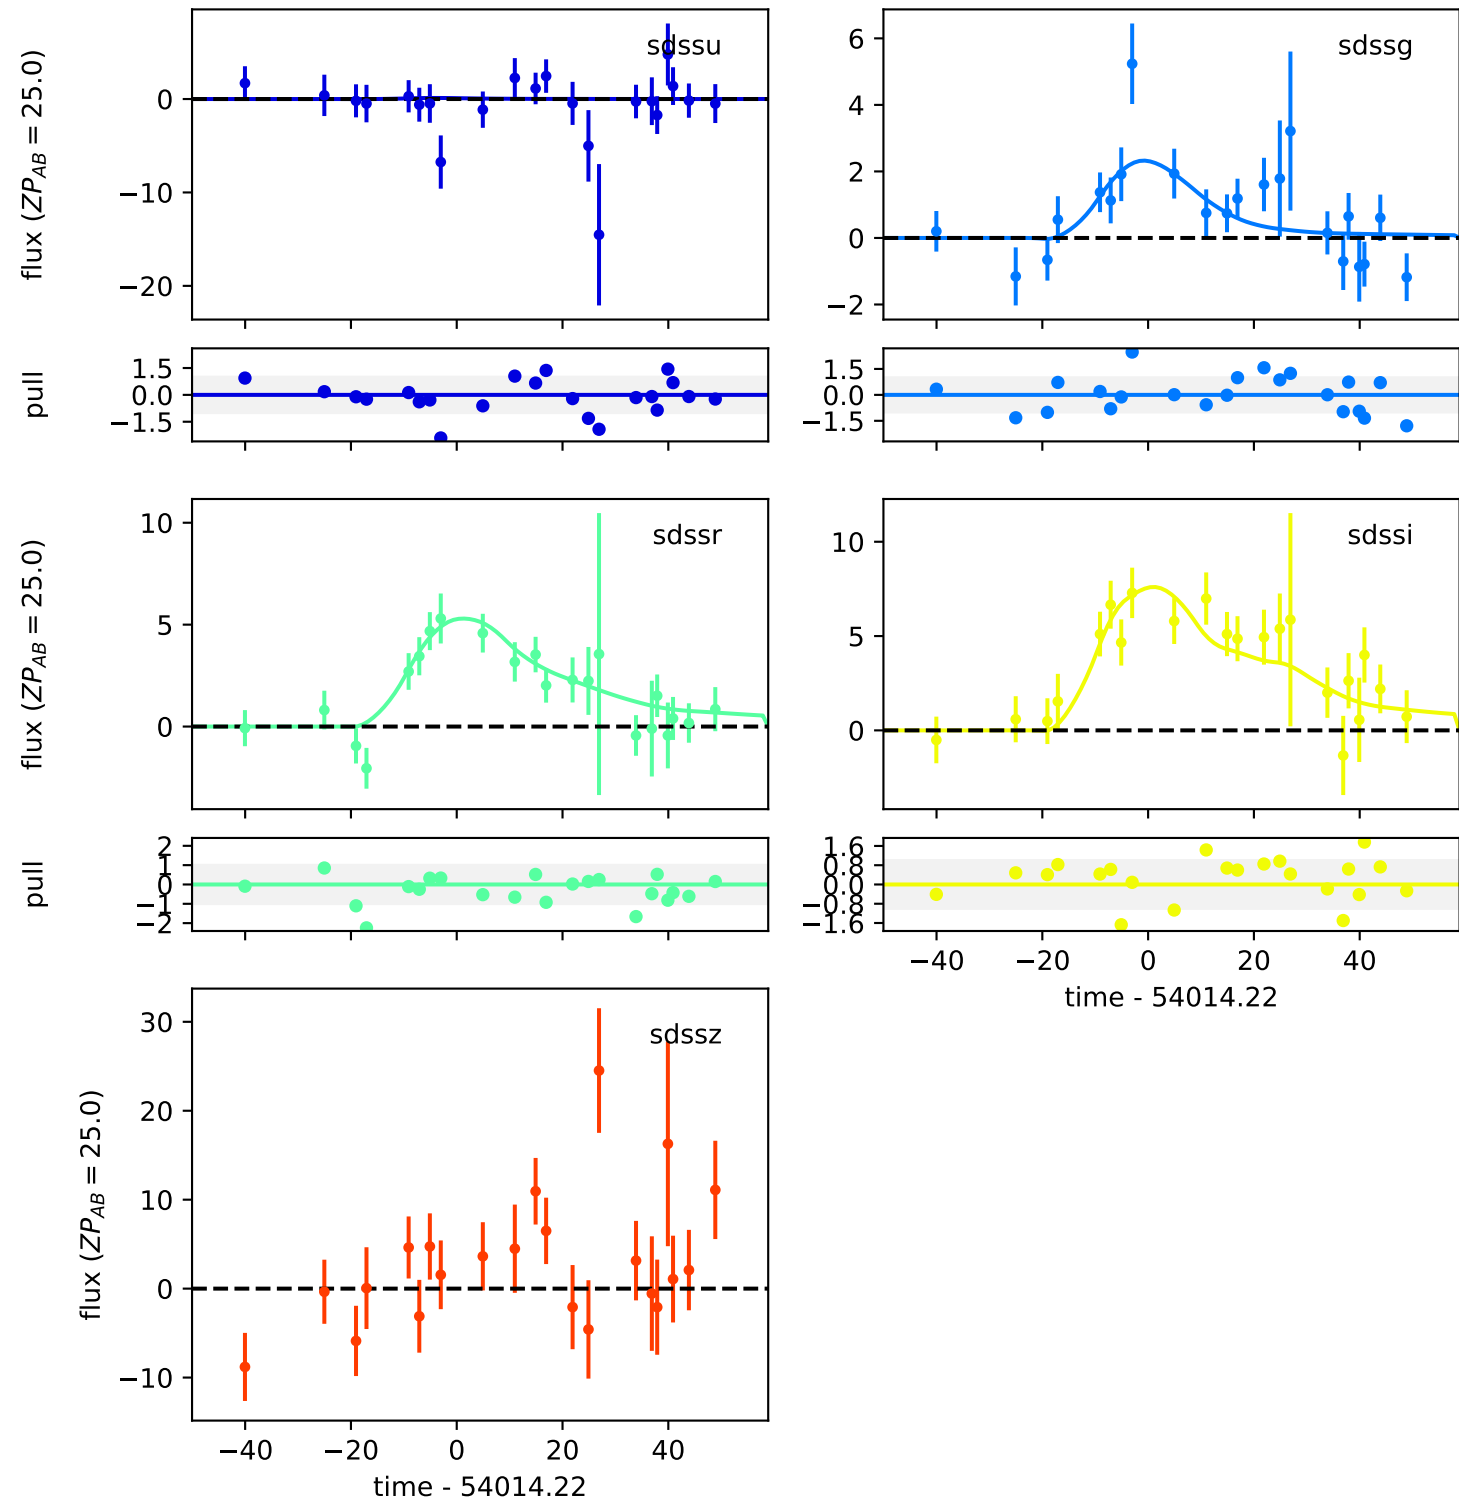 sdssu
flux (ZP_AB = 25.0)
0
−10
−20
sdssg
6
4
2
0
−2
pull
1.5
0.0
−1.5
1.5
0.0
−1.5
sdssr
flux (ZP_AB = 25.0)
10
5
0
sdssi
10
5
0
pull
2
1
0
−1
−2
1.6
0.8
0.0
−0.8
−1.6
−40 −20 0 20 40
time - 54014.22
sdssz
flux (ZP_AB = 25.0)
30
20
10
0
−10
−40 −20 0 20 40
time - 54014.22